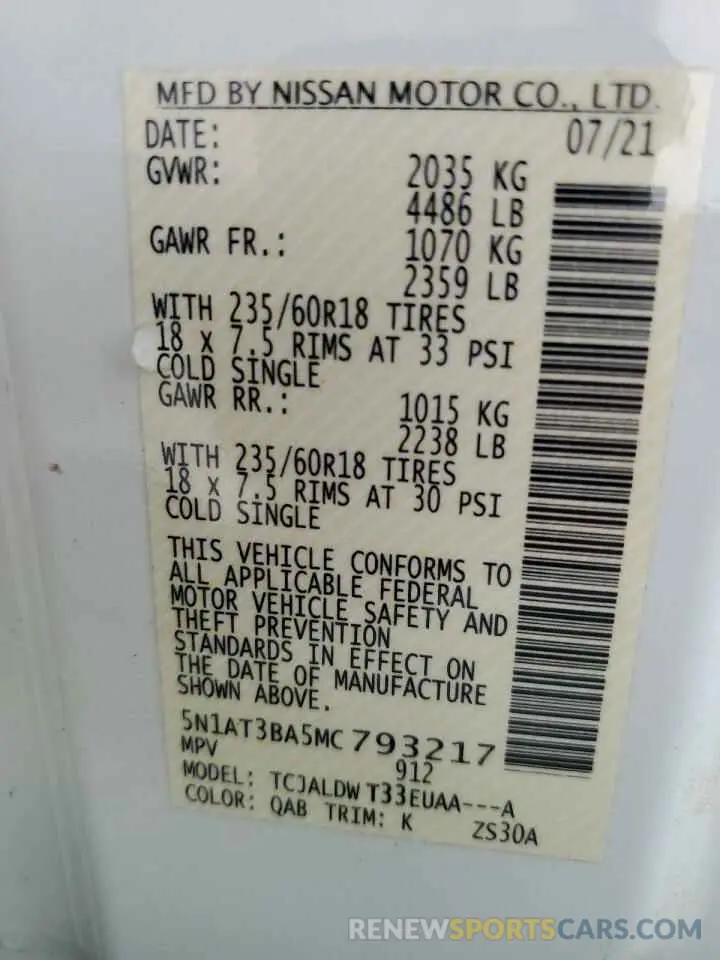 MFD BY NISSAN MOTOR CO., LTD.
DATE: 07/21
GVWR: 2035 KG
4486 LB
GAWR FR.: 1070 KG
2359 LB
WITH 235/60R18 TIRES
18 x 7.5 RIMS AT 33 PSI
COLD SINGLE
GAWR RR.: 1015 KG
2238 LB
WITH 235/60R18 TIRES
18 x 7.5 RIMS AT 30 PSI
COLD SINGLE
THIS VEHICLE CONFORMS TO
ALL APPLICABLE FEDERAL
MOTOR VEHICLE SAFETY AND
THEFT PREVENTION
STANDARDS IN EFFECT ON
THE DATE OF MANUFACTURE
SHOWN ABOVE.
5N1AT3BA5MC 793217
MPV 912
MODEL: TCJALDW T33EUAA---A
COLOR: QAB TRIM: K ZS30A
RENEWSPORTSCARS.COM